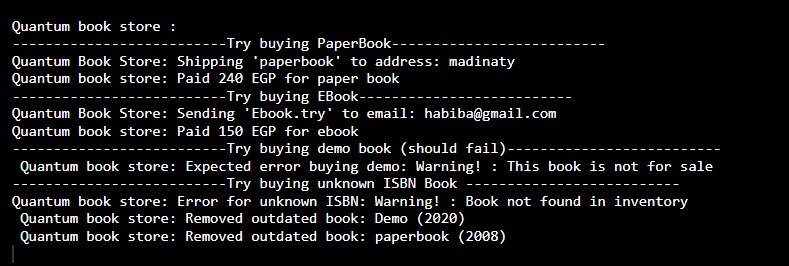 Quantum book store :
--------------------------Try buying PaperBook--------------------------
Quantum Book Store: Shipping 'paperbook' to address: madinaty
Quantum book store: Paid 240 EGP for paper book
--------------------------Try buying EBook--------------------------
Quantum Book Store: Sending 'Ebook.try' to email: habiba@gmail.com
Quantum book store: Paid 150 EGP for ebook
--------------------------Try buying demo book (should fail)--------------------------
Quantum book store: Expected error buying demo: Warning! : This book is not for sale
--------------------------Try buying unknown ISBN Book --------------------------
Quantum book store: Error for unknown ISBN: Warning! : Book not found in inventory
Quantum book store: Removed outdated book: Demo (2020)
Quantum book store: Removed outdated book: paperbook (2008)